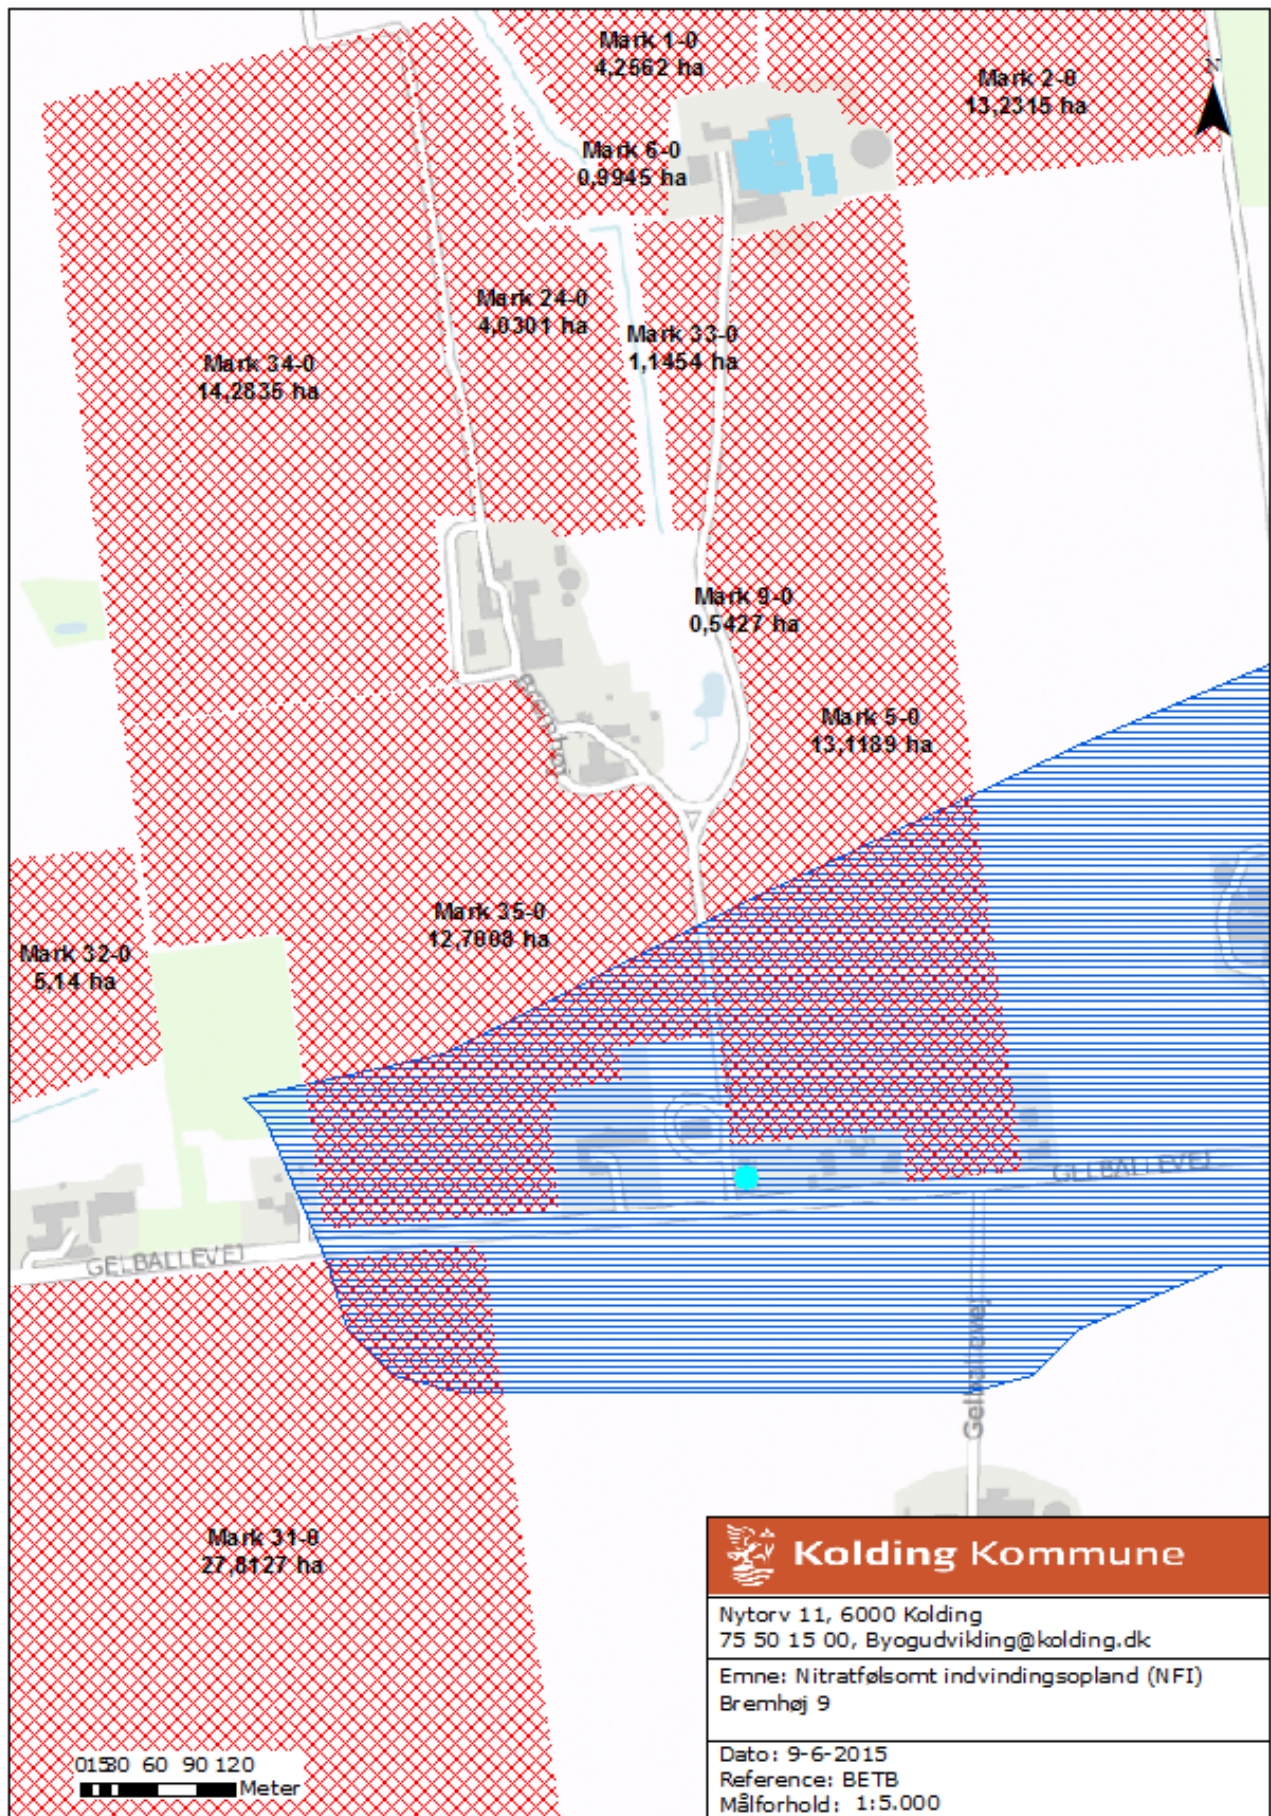 Mark 1-0
4,2562 ha
Mark 2-0
13,2315 ha
N
Mark 6-0
0,9945 ha
Mark 24-0
4,0301 ha
Mark 33-0
1,1454 ha
Mark 34-0
14,2835 ha
Mark 9-0
0,5427 ha
Bremhøj
Mark 5-0
13,1189 ha
Mark 35-0
Mark 32-0
5,14 ha
GELBALLEVEJ
GELBALLEVEJ
Gelballevej
Mark 31-0
27,8127 ha
Kolding Kommune
Nytorv 11, 6000 Kolding
75 50 15 00, Byogudvikling@kolding.dk
Emne: Nitratfølsomt indvindingsopland (NFI)
Bremhøj 9
Dato: 9-6-2015
Reference: BETB
Målforhold: 1:5.000
0 15 30 60 90 120
Meter